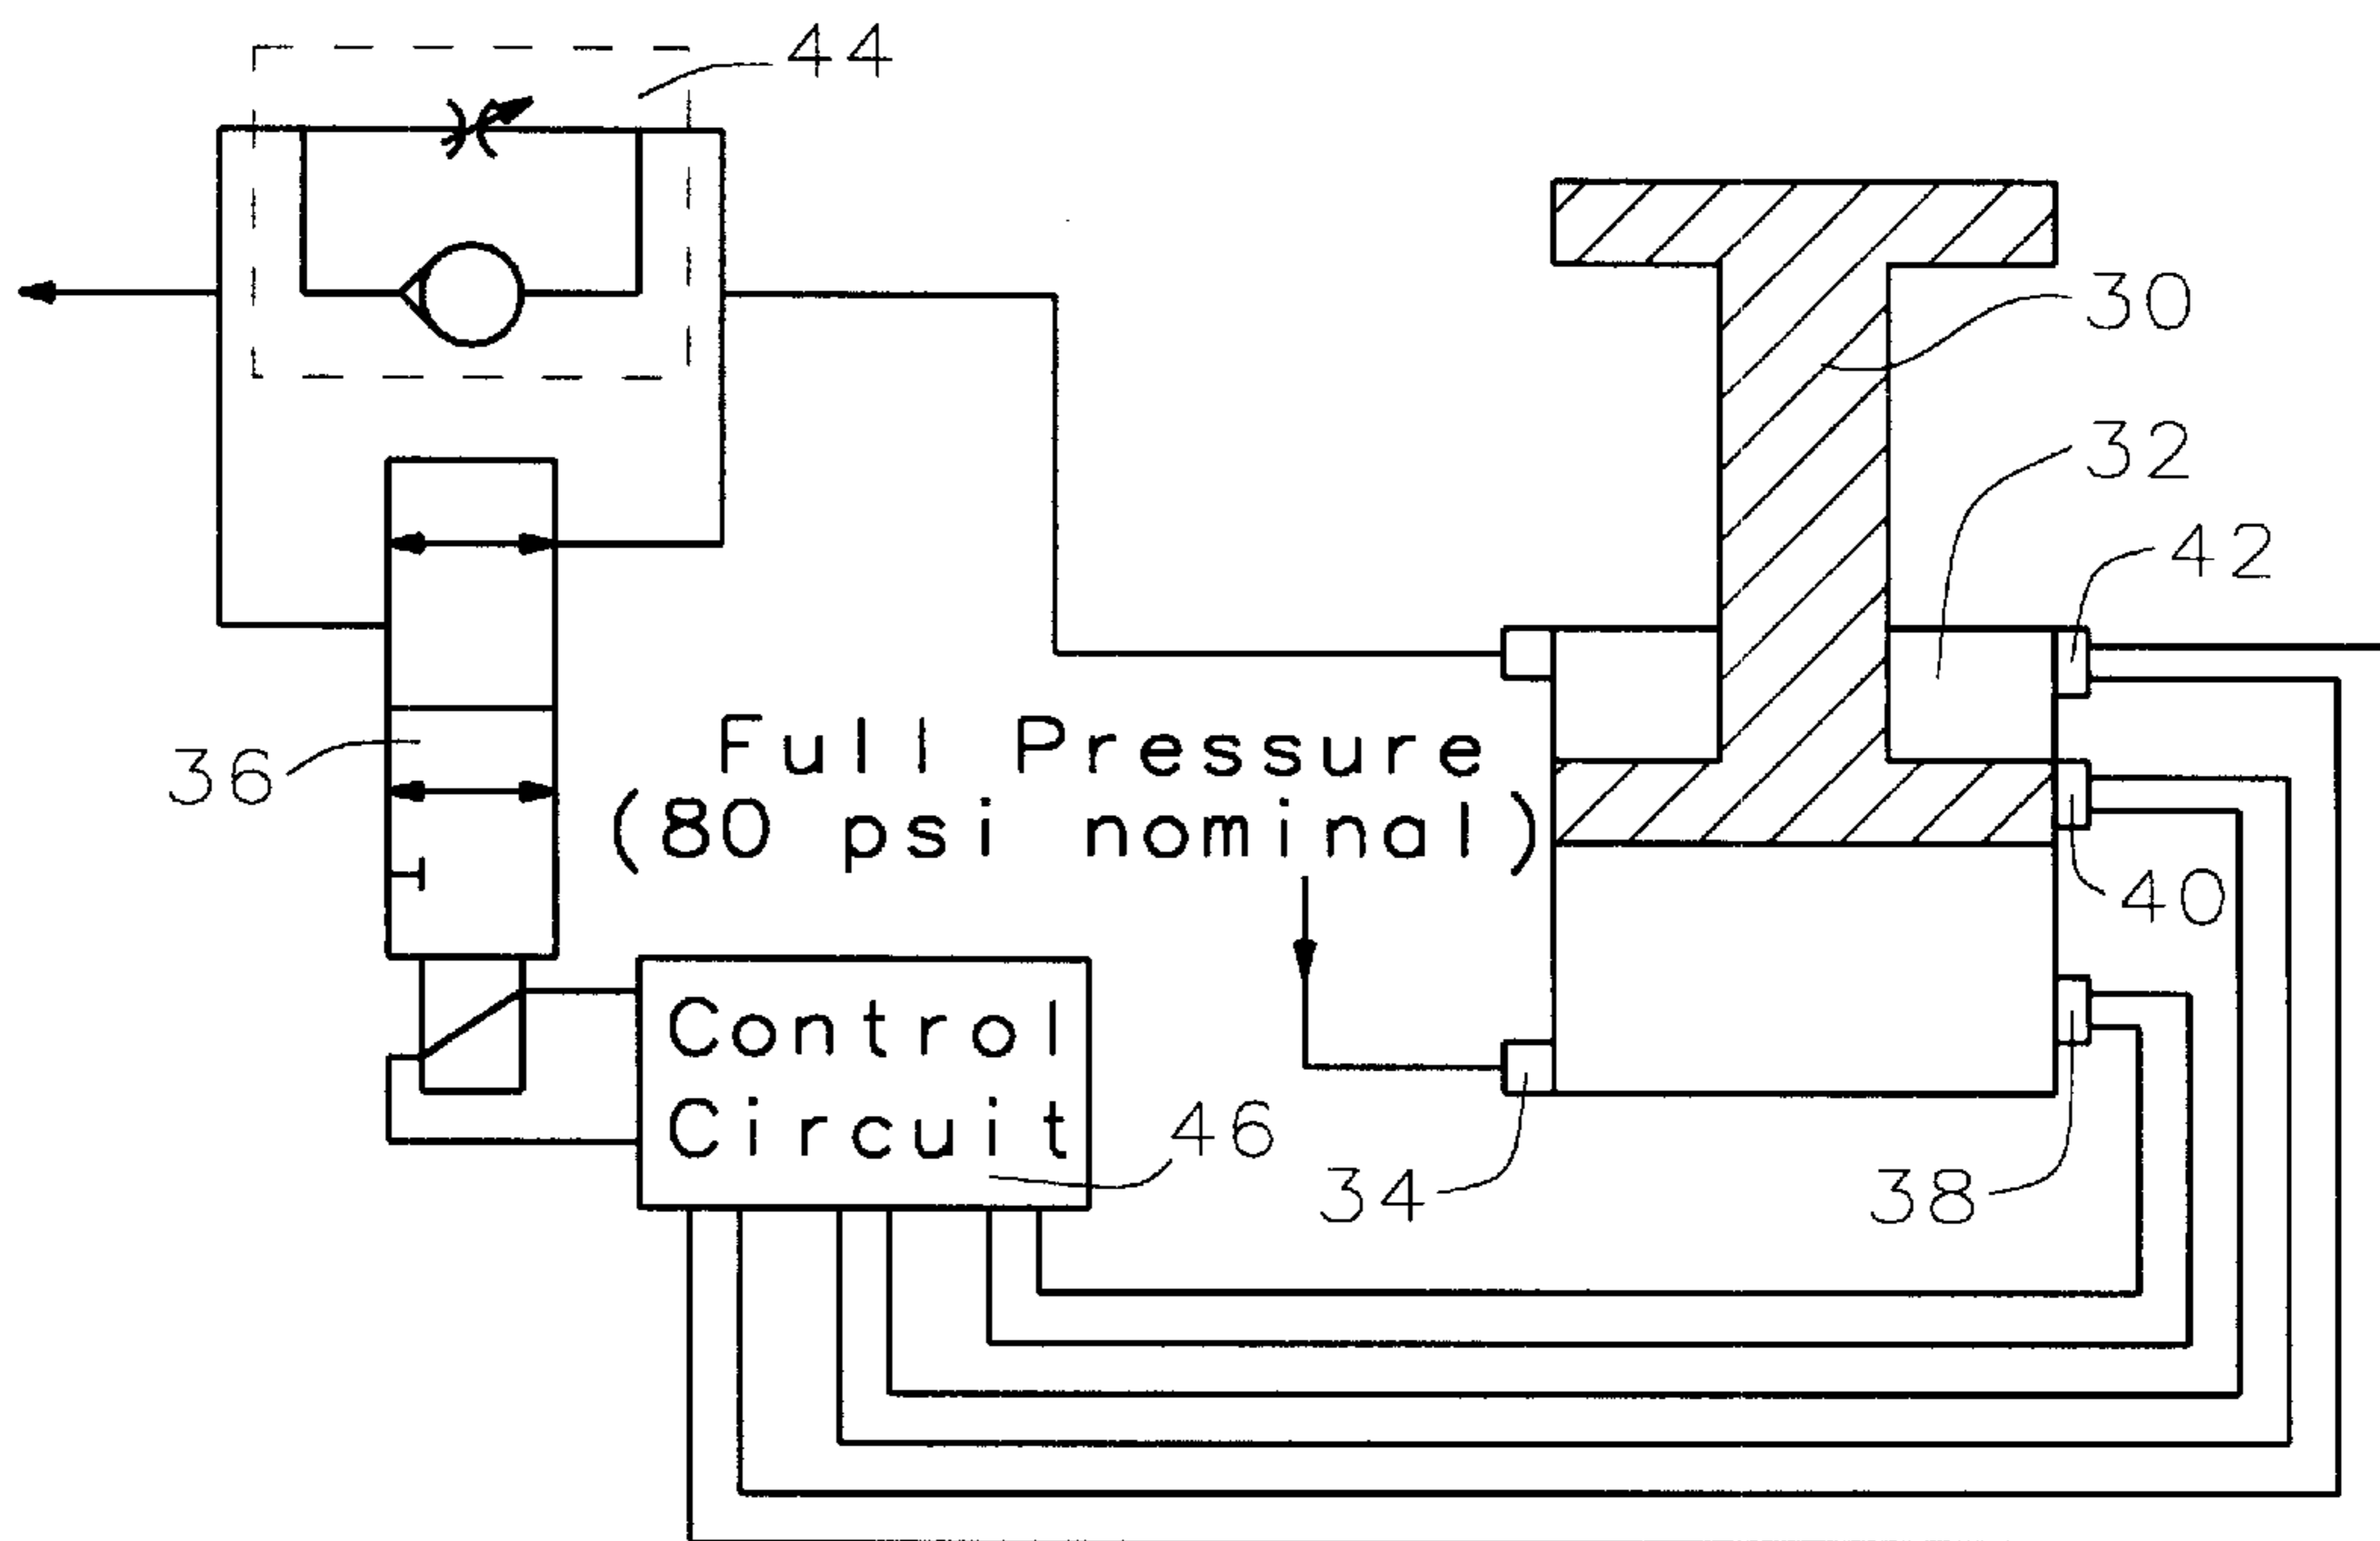 44
30
32
42
36
Full Pressure
(80 psi nominal)
40
Control
Circuit
46
34
38